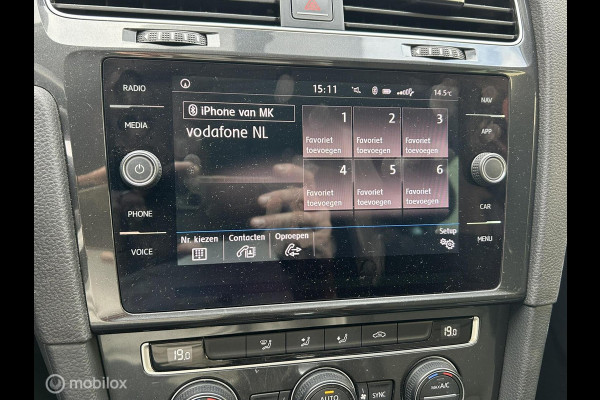 RADIO
MEDIA
PHONE
VOICE
15:11
14.5°C
iPhone van MK
vodafone NL
1
2
3
Favoriet toevoegen
Favoriet toevoegen
Favoriet toevoegen
4
5
6
Favoriet toevoegen
Favoriet toevoegen
Favoriet toevoegen
Nr. kiezen
Contacten
Oproepen
Setup
NAV
APP
CAR
MENU
19.0
19.0
AUTO
SYNC
MAX A/C
mobilox